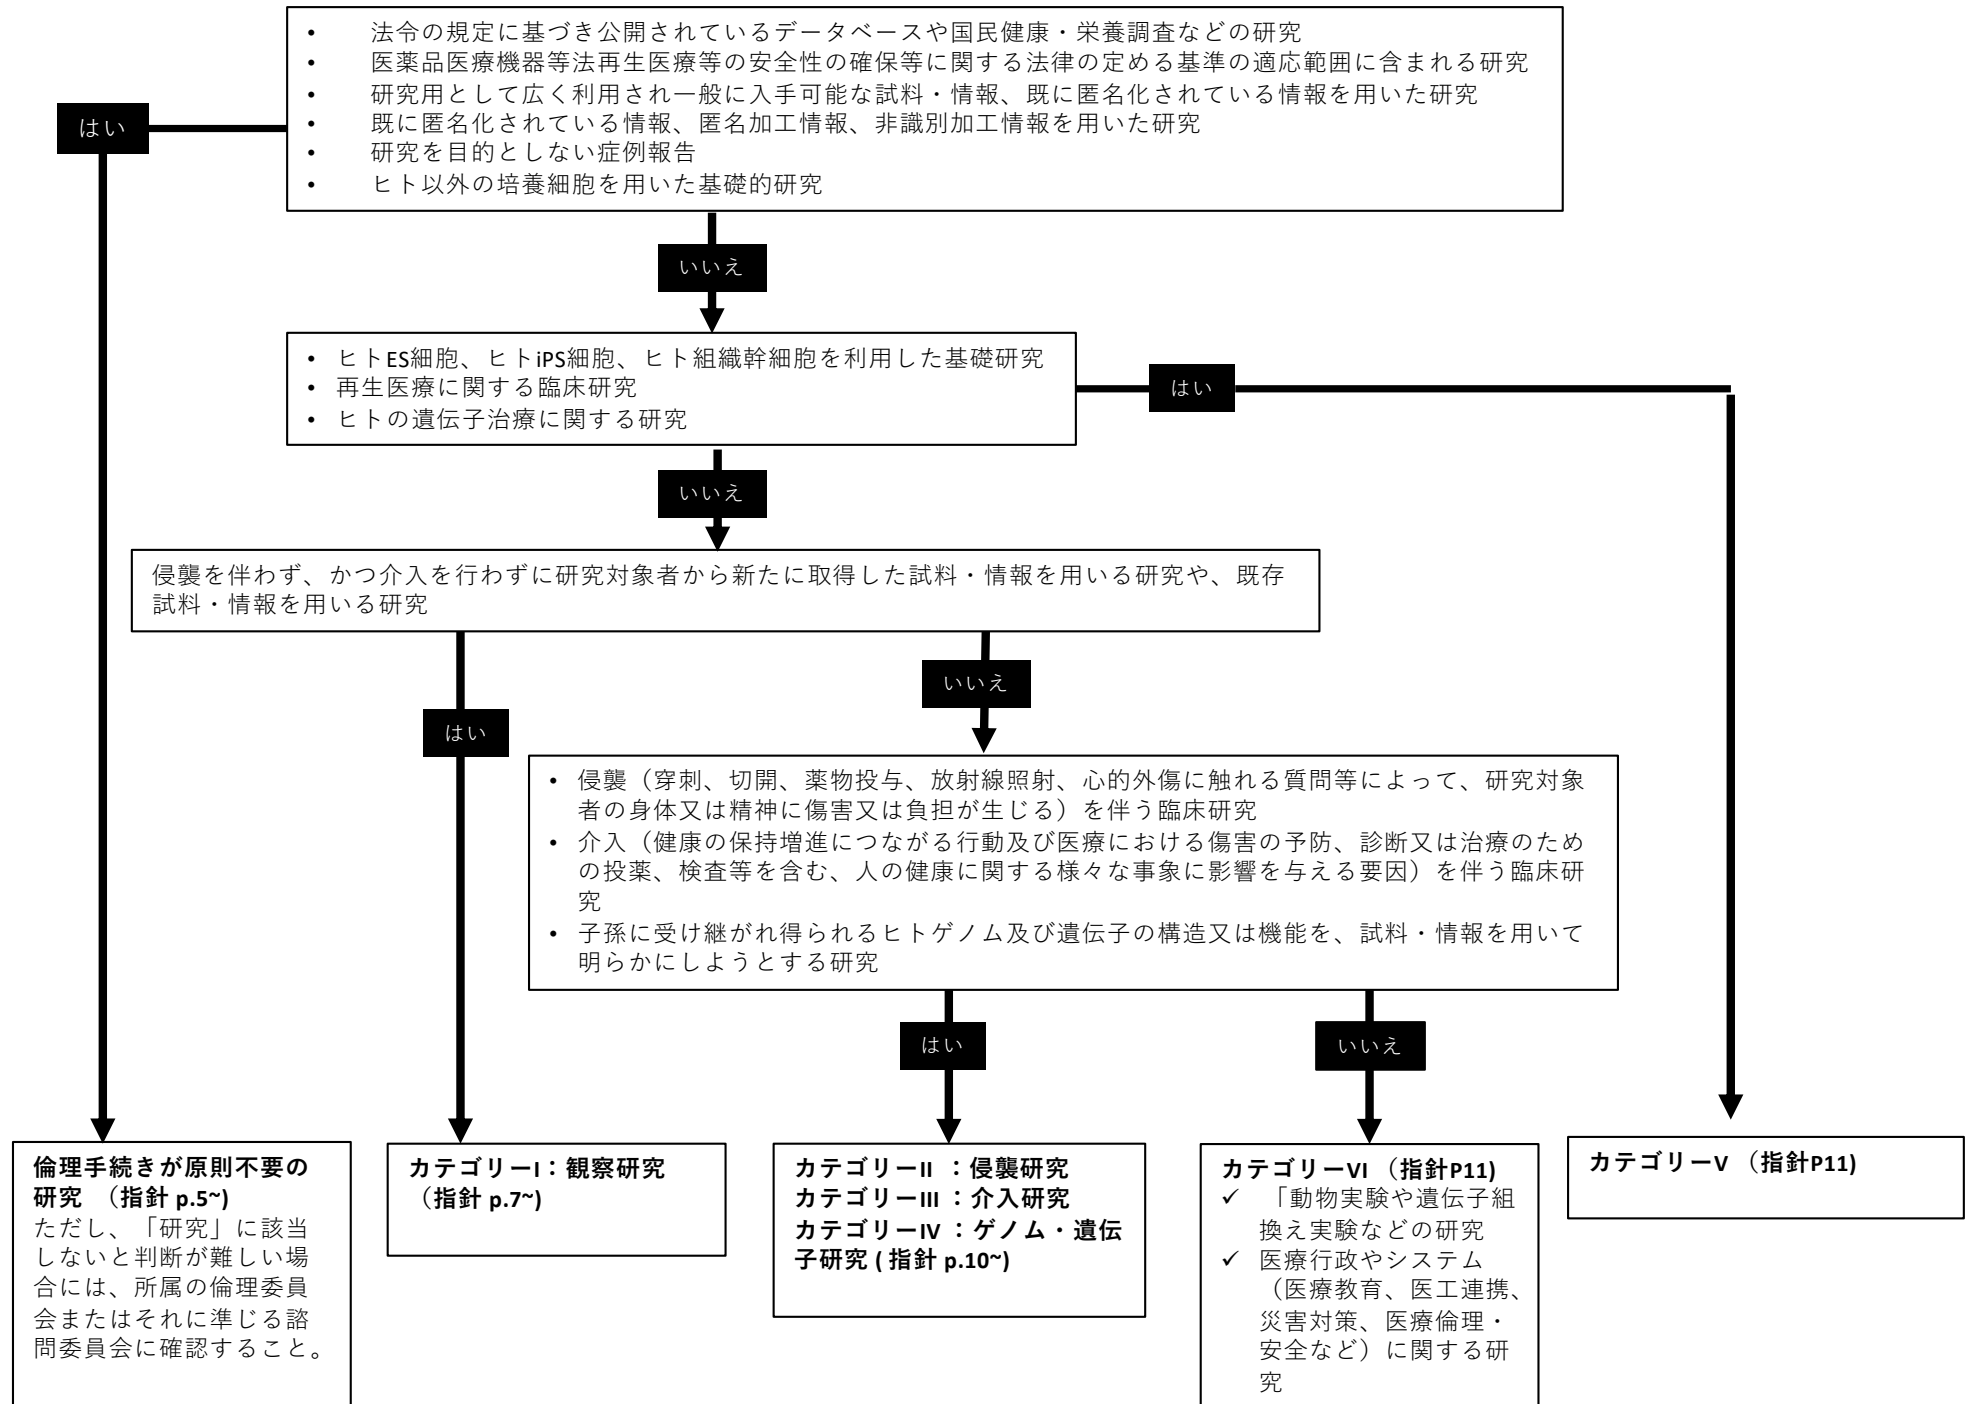 • 法令の規定に基づき公開されているデータベースや国民健康・栄養調査などの研究
• 医薬品医療機器等法再生医療等の安全性の確保等に関する法律の定める基準の適応範囲に含まれる研究
• 研究用として広く利用され一般に入手可能な試料・情報、既に匿名化されている情報を用いた研究
• 既に匿名化されている情報、匿名加工情報、非識別加工情報を用いた研究
• 研究を目的としない症例報告
• ヒト以外の培養細胞を用いた基礎的研究
はい
いいえ
• ヒトES細胞、ヒトiPS細胞、ヒト組織幹細胞を利用した基礎研究
• 再生医療に関する臨床研究
• ヒトの遺伝子治療に関する研究
はい
いいえ
侵襲を伴わず、かつ介入を行わずに研究対象者から新たに取得した試料・情報を用いる研究や、既存
試料・情報を用いる研究
いいえ
はい
• 侵襲（穿刺、切開、薬物投与、放射線照射、心的外傷に触れる質問等によって、研究対象
者の身体又は精神に傷害又は負担が生じる）を伴う臨床研究
• 介入（健康の保持増進につながる行動及び医療における傷害の予防、診断又は治療のため
の投薬、検査等を含む、人の健康に関する様々な事象に影響を与える要因）を伴う臨床研
究
• 子孫に受け継がれ得られるヒトゲノム及び遺伝子の構造又は機能を、試料・情報を用いて
明らかにしようとする研究
はい
いいえ
倫理手続きが原則不要の
研究 （指針 p.5~)
ただし、「研究」に該当
しないと判断が難しい場
合には、所属の倫理委員
会またはそれに準じる諮
問委員会に確認すること。
カテゴリーI：観察研究
（指針 p.7~)
カテゴリーII ：侵襲研究
カテゴリーIII ：介入研究
カテゴリーIV ：ゲノム・遺伝
子研究 ( 指針 p.10~)
カテゴリーVI （指針P11)
✓ 「動物実験や遺伝子組
換え実験などの研究
✓ 医療行政やシステム
（医療教育、医工連携、
災害対策、医療倫理・
安全など）に関する研
究
カテゴリーV （指針P11)